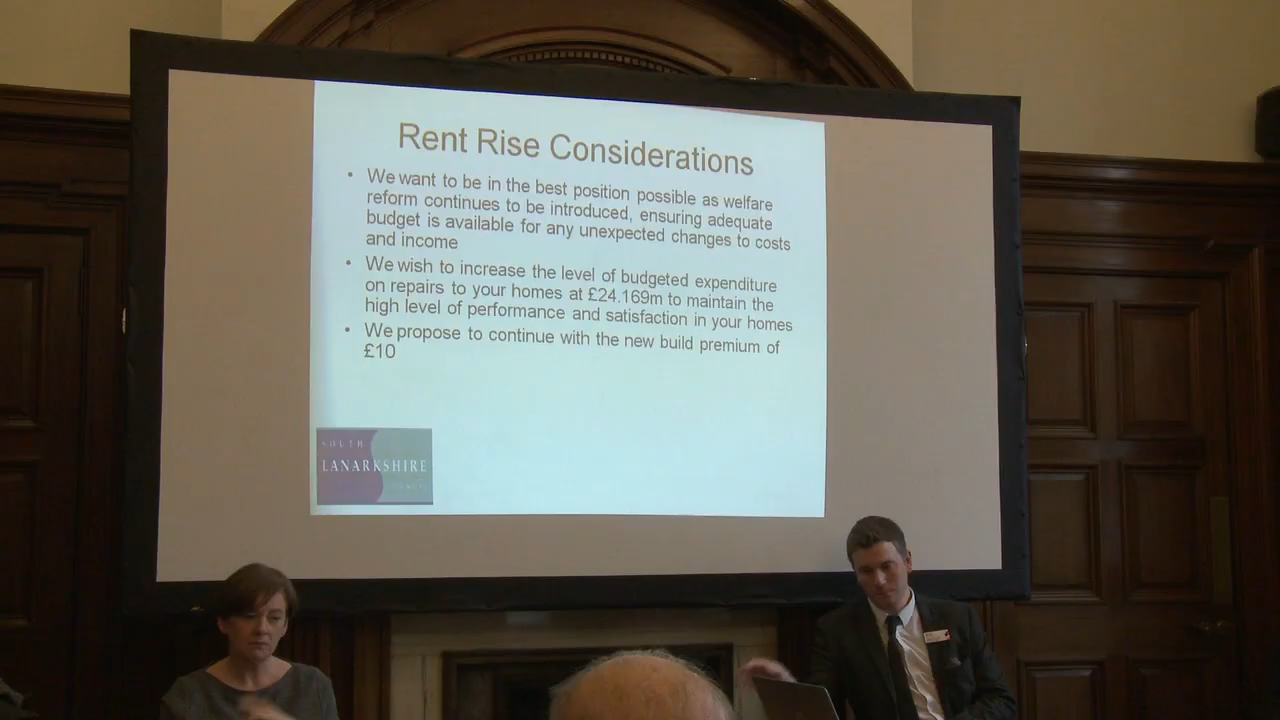 Rent Rise Considerations
• We want to be in the best position possible as welfare
reform continues to be introduced, ensuring adequate
budget is available for any unexpected changes to costs
and income
• We wish to increase the level of budgeted expenditure
on repairs to your homes at £24.169m to maintain the
high level of performance and satisfaction in your homes
• We propose to continue with the new build premium of
£10
SOUTH
LANARKSHIRE